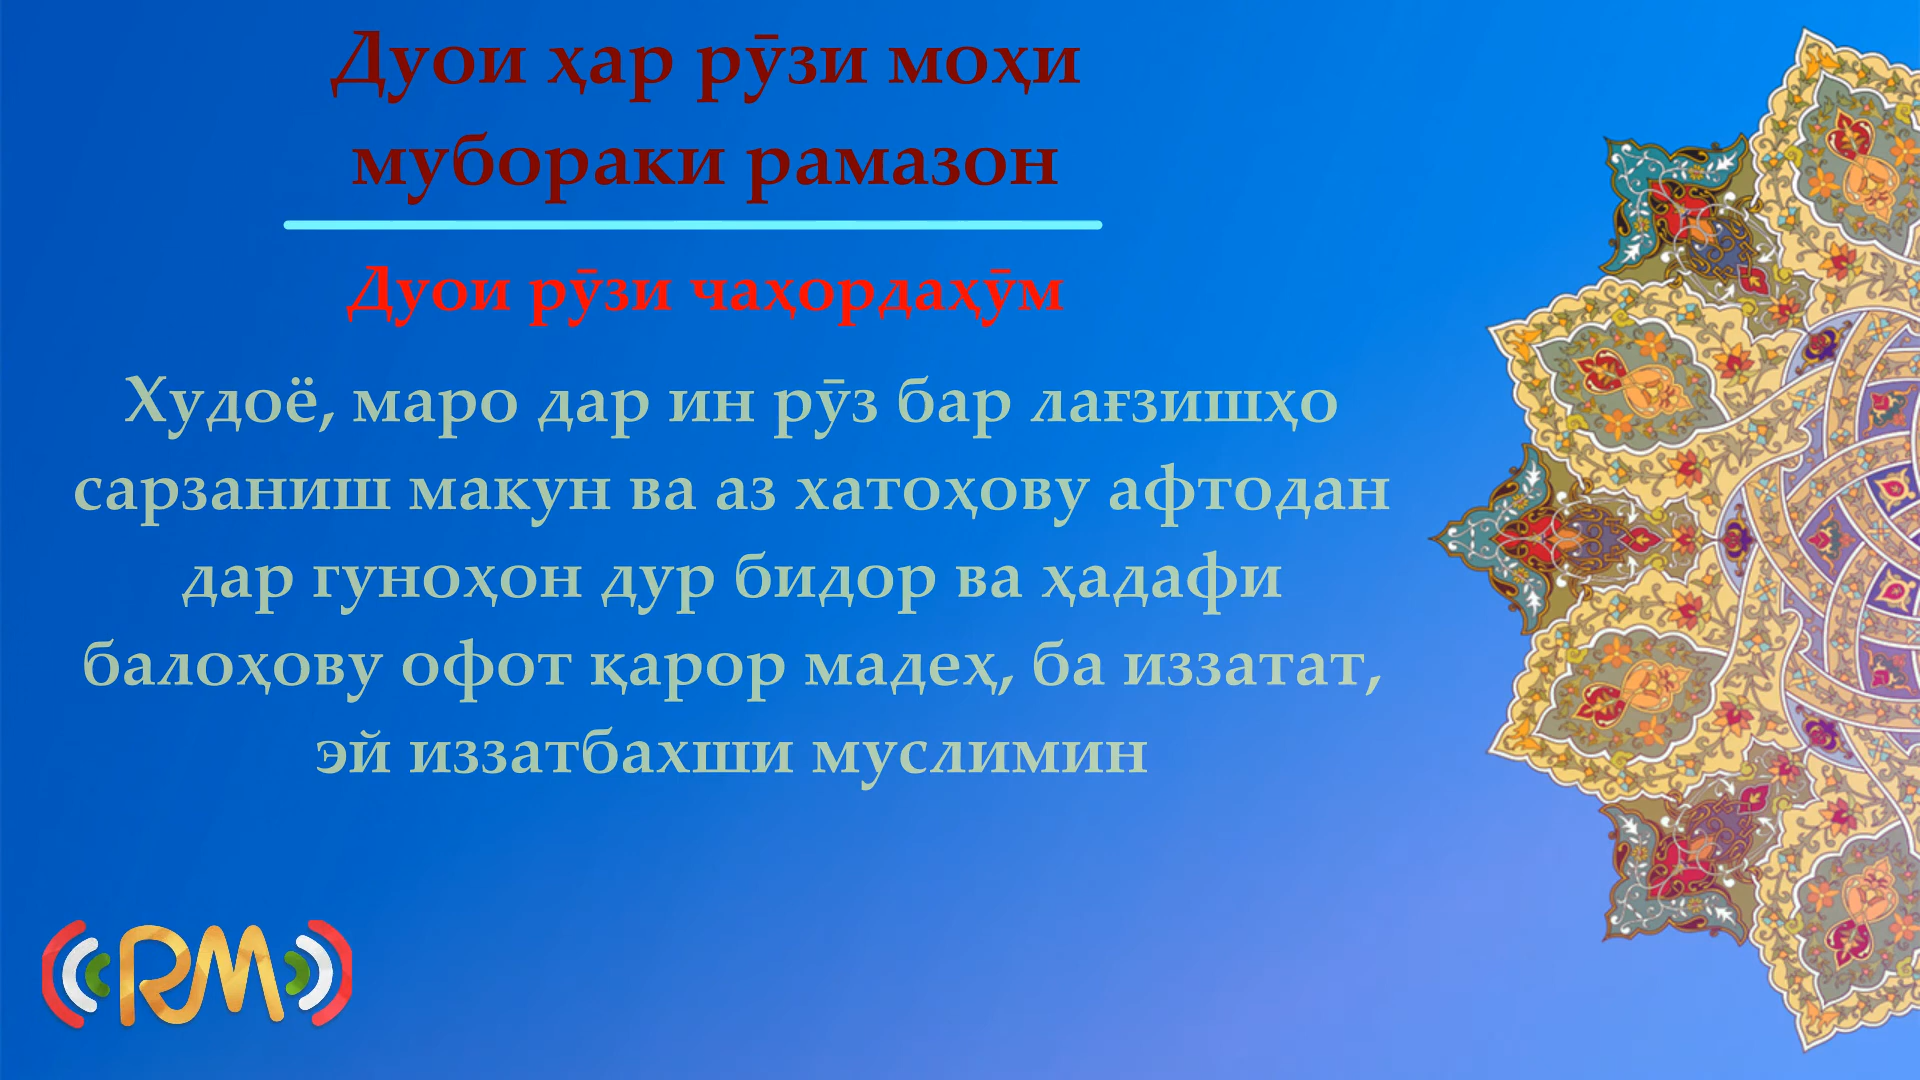 Дуои ҳар рӯзи моҳи
мубораки рамазон
Дуои рӯзи чаҳордаҳӯм
Худоё, маро дар ин рӯз бар лағзишҳо
сарзаниш макун ва аз хатоҳову афтодан
дар гуноҳон дур бидор ва ҳадафи
балоҳову офот қарор мадеҳ, ба иззатат,
эй иззатбахши муслимин
RM